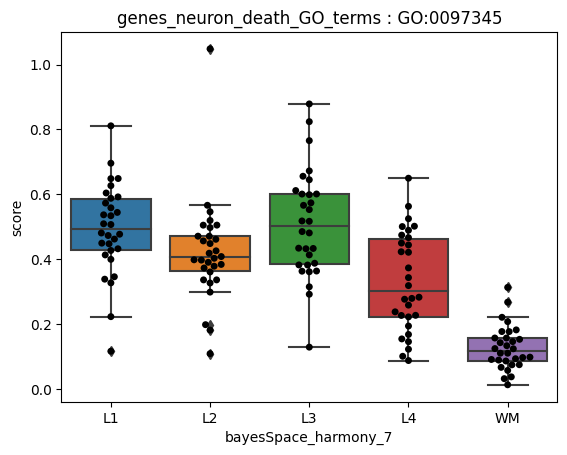 genes_neuron_death_GO_terms : GO:0097345
score
1.0
0.8
0.6
0.4
0.2
0.0
L1 L2 L3 L4 WM
bayesSpace_harmony_7